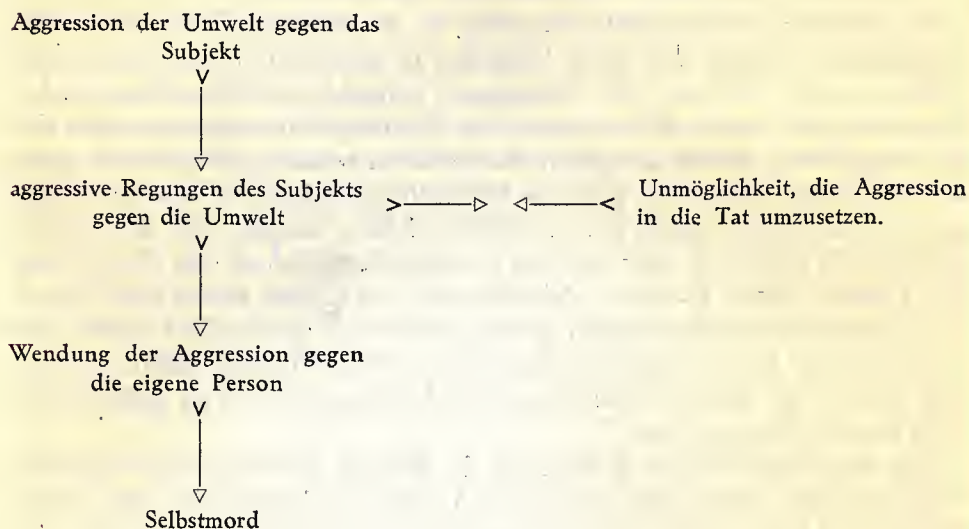 Aggression der Umwelt gegen das
Subjekt
aggressive Regungen des Subjekts
gegen die Umwelt
Unmöglichkeit, die Aggression
in die Tat umzusetzen.
Wendung der Aggression gegen
die eigene Person
Selbstmord